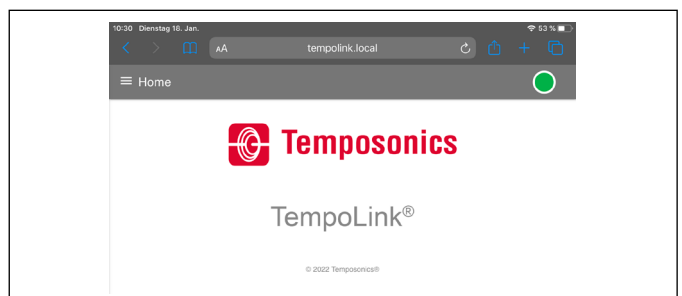 10:30 Dienstag 18. Jan.
53 %
AA
tempolink.local
Home
Temposonics
TempoLink®
© 2022 Temposonics®